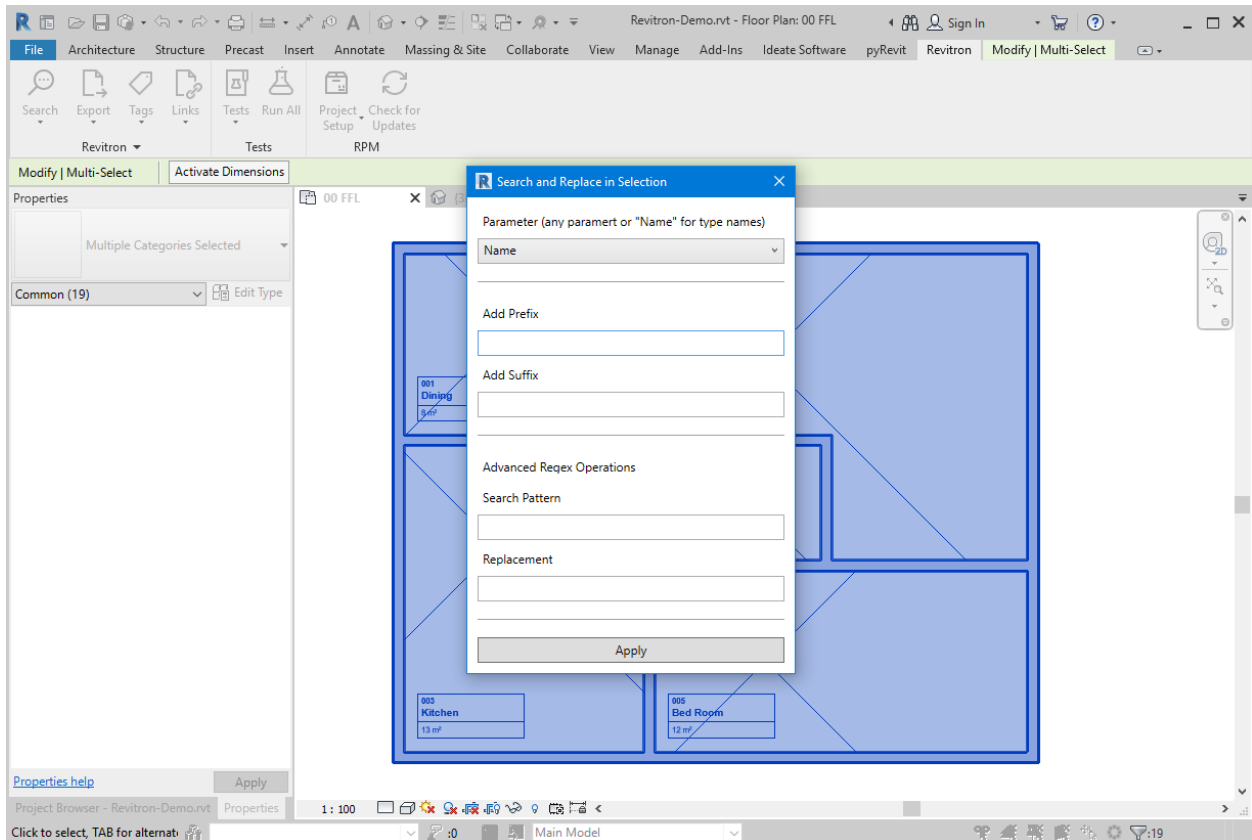 Revitron-Demo.rvt - Floor Plan: 00 FFL
Sign In
File Architecture Structure Precast Insert Annotate Massing & Site Collaborate View Manage Add-Ins Ideate Software pyRevit Revitron Modify | Multi-Select
Search Export Tags Links Tests Run All Project Setup Check for Updates
Revitron Tests RPM
Modify | Multi-Select Activate Dimensions
Properties
00 FFL
Multiple Categories Selected
Common (19) Edit Type
2D
Search and Replace in Selection
Parameter (any paramert or "Name" for type names)
Name
Add Prefix
Add Suffix
Advanced Regex Operations
Search Pattern
Replacement
Apply
001
Dining
8 m²
003
Kitchen
13 m²
005
Bed Room
12 m²
Properties help Apply
Project Browser - Revitron-Demo.rvt Properties
1 : 100
Click to select, TAB for alternat
:0 Main Model :19